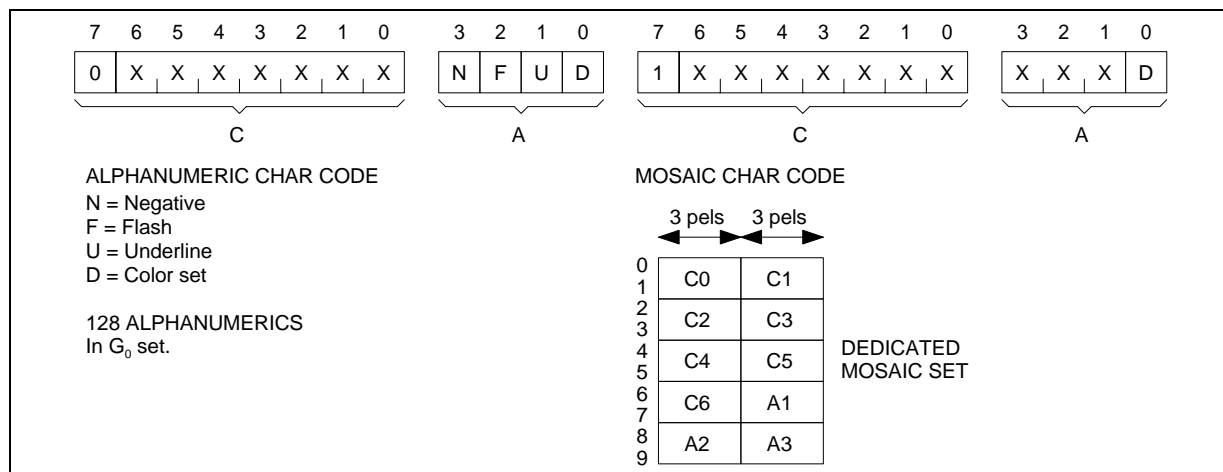 7 6 5 4 3 2 1 0 3 2 1 0 7 6 5 4 3 2 1 0 3 2 1 0
0 X X X X X X X N F U D 1 X X X X X X X X X X D
C A C A
ALPHANUMERIC CHAR CODE
N = Negative
F = Flash
U = Underline
D = Color set
128 ALPHANUMERICS
In G₀ set.
MOSAIC CHAR CODE
3 pels 3 pels
0
1
C0 C1
2
3
C2 C3
4
5
C4 C5
6
7
C6 A1
8
9
A2 A3
DEDICATED
MOSAIC SET